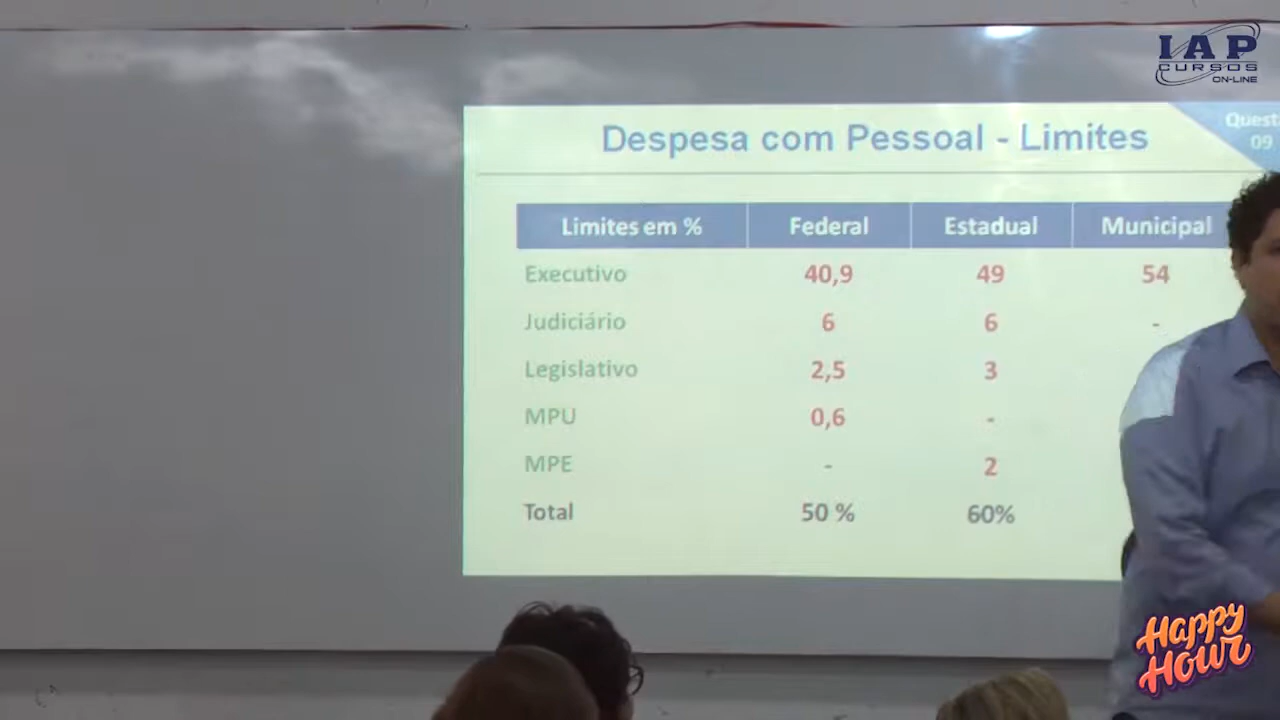 IAP
CURSOS
ON-LINE
Despesa com Pessoal - Limites
09
Limites em % Federal Estadual Municipal
Executivo 40,9 49 54
Judiciário 6 6 -
Legislativo 2,5 3
MPU 0,6 -
MPE - 2
Total 50 % 60%
Happy
Hour